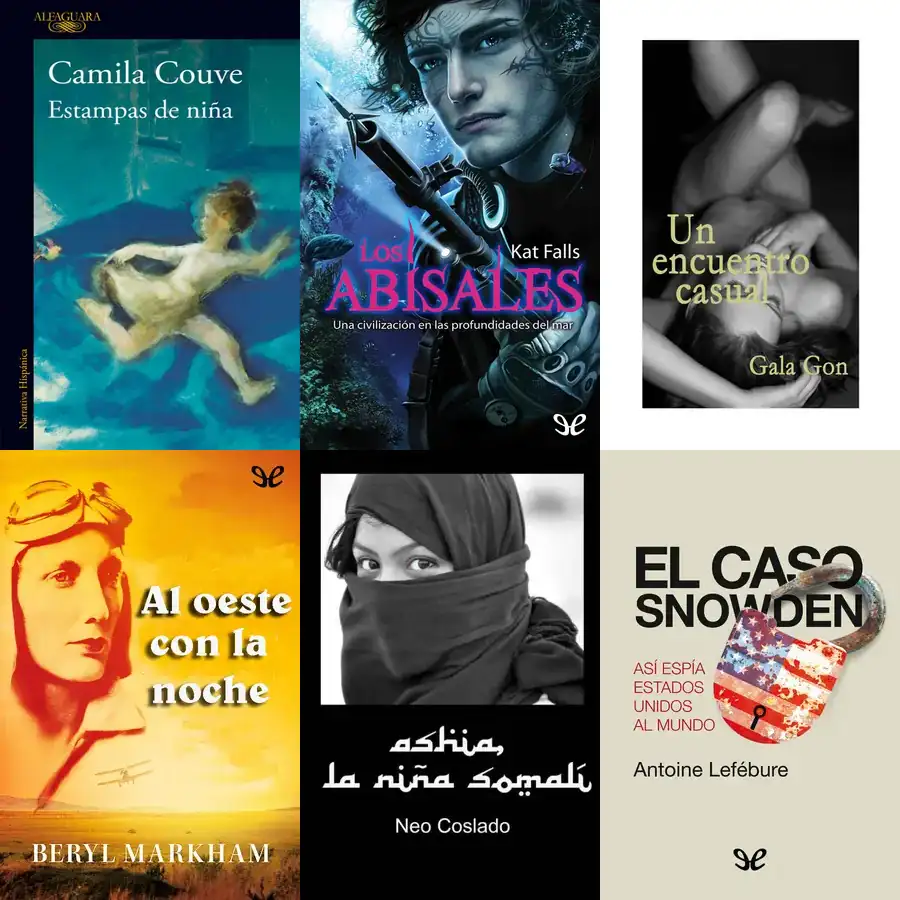 ALFAGUARA
Camila Couve
Estampas de niña
Narrativa Hispánica
Kat Falls
LOS
ABISALES
Una civilización en las profundidades del mar
Un
encuentro
casual
Gala Gon
Al oeste
con la
noche
BERYL MARKHAM
ashia,
la niña somalí
Neo Coslado
EL CASO
SNOWDEN
ASÍ ESPÍA
ESTADOS
UNIDOS
AL MUNDO
Antoine Lefébure